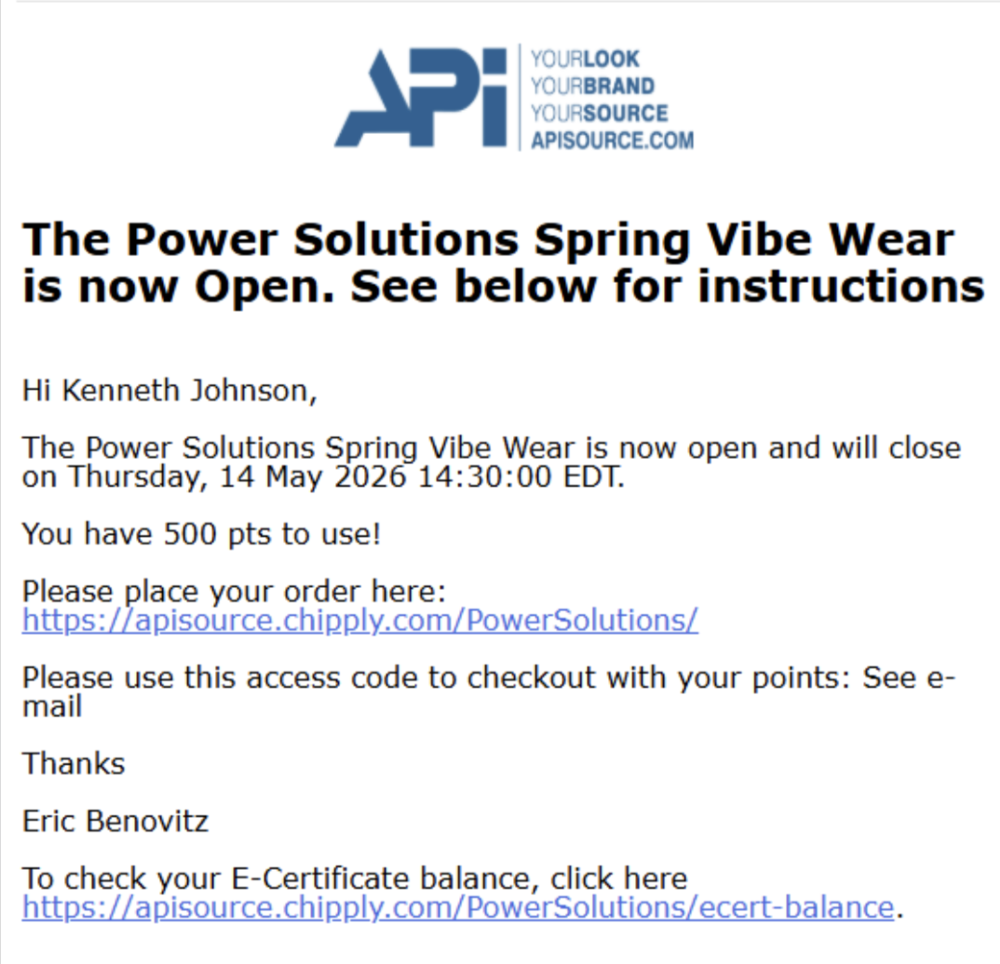 API
YOURLOOK
YOURBRAND
YOURSOURCE
APISOURCE.COM
The Power Solutions Spring Vibe Wear
is now Open. See below for instructions
Hi Kenneth Johnson,
The Power Solutions Spring Vibe Wear is now open and will close
on Thursday, 14 May 2026 14:30:00 EDT.
You have 500 pts to use!
Please place your order here:
https://apisource.chipply.com/PowerSolutions/
Please use this access code to checkout with your points: See e-
mail
Thanks
Eric Benovitz
To check your E-Certificate balance, click here
https://apisource.chipply.com/PowerSolutions/ecert-balance.